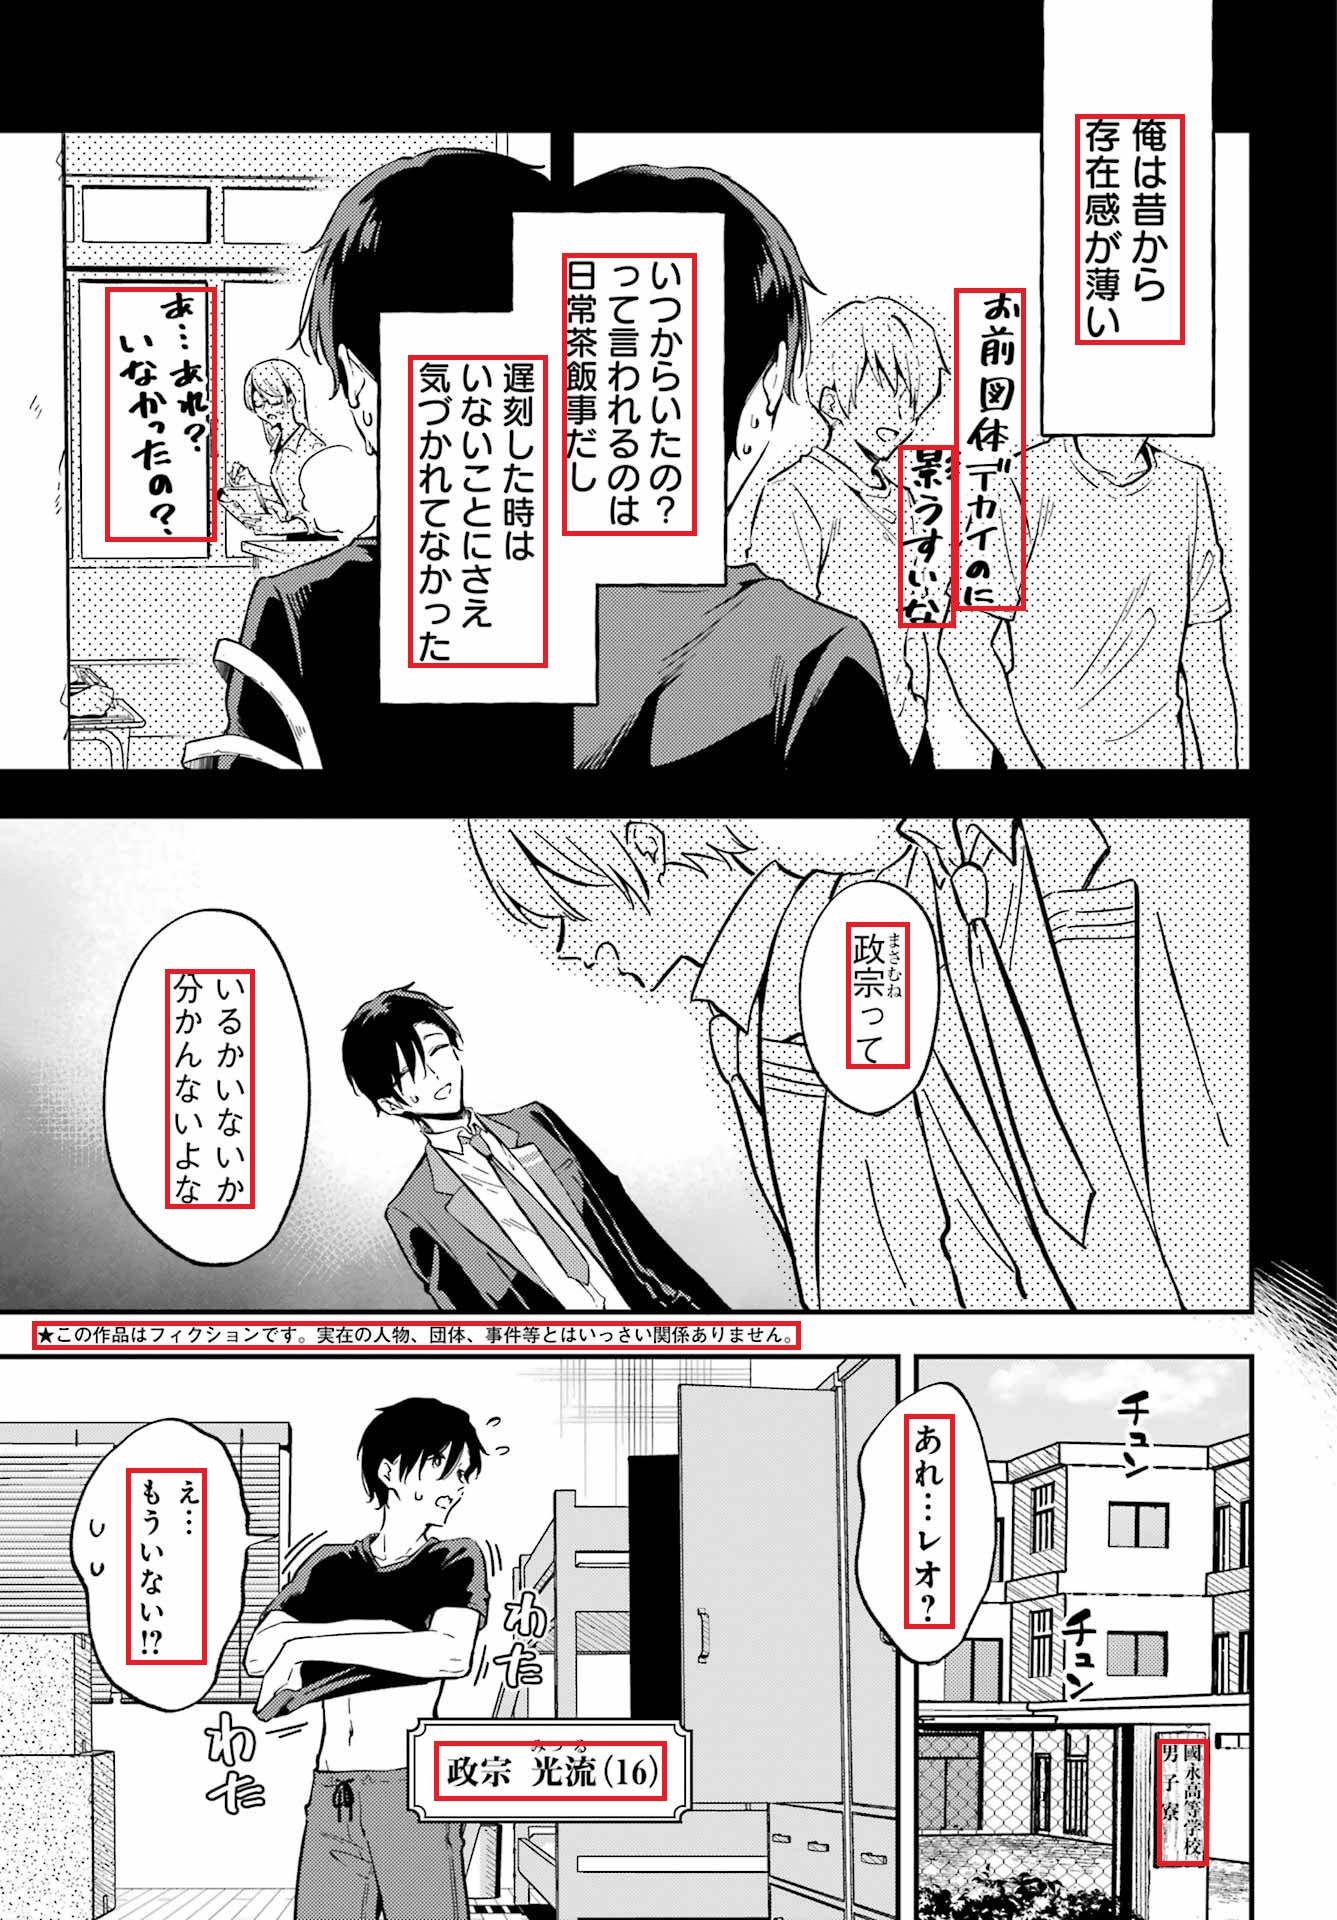 俺は昔から
存在感が薄い
お前図体デカイのに
影うすいな
いつからいたの?
って言われるのは
日常茶飯事だし
遅刻した時は
いないことにさえ
気づかれてなかった
あ…あれ?
いなかったの?
政宗って
まさむね
いるかいないか
分かんないよな
★この作品はフィクションです。実在の人物、団体、事件等とはいっさい関係ありません。
チュン
チュン
あれ…レオ?
國永高等学校
男子寮
わた
わた
え…
もういない!?
みつる
政宗 光流(16)